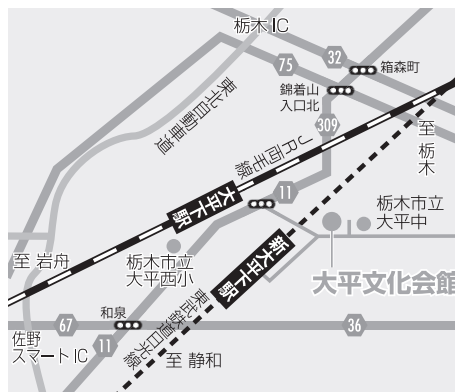 栃木IC
32
75
箱森町
錦着山
入口北
東北自動車道
309
JR両毛線
至 栃木
11
大平下駅
栃木市立
大平中
栃木市立
大平西小
新大平下駅
至 岩舟
大平文化会館
和泉
東武鉄道日光線
67
36
佐野
スマートIC
11
至 静和